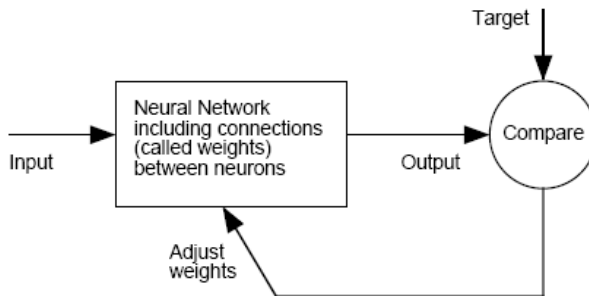 Target
Neural Network
including connections
(called weights)
between neurons
Compare
Input
Output
Adjust
weights